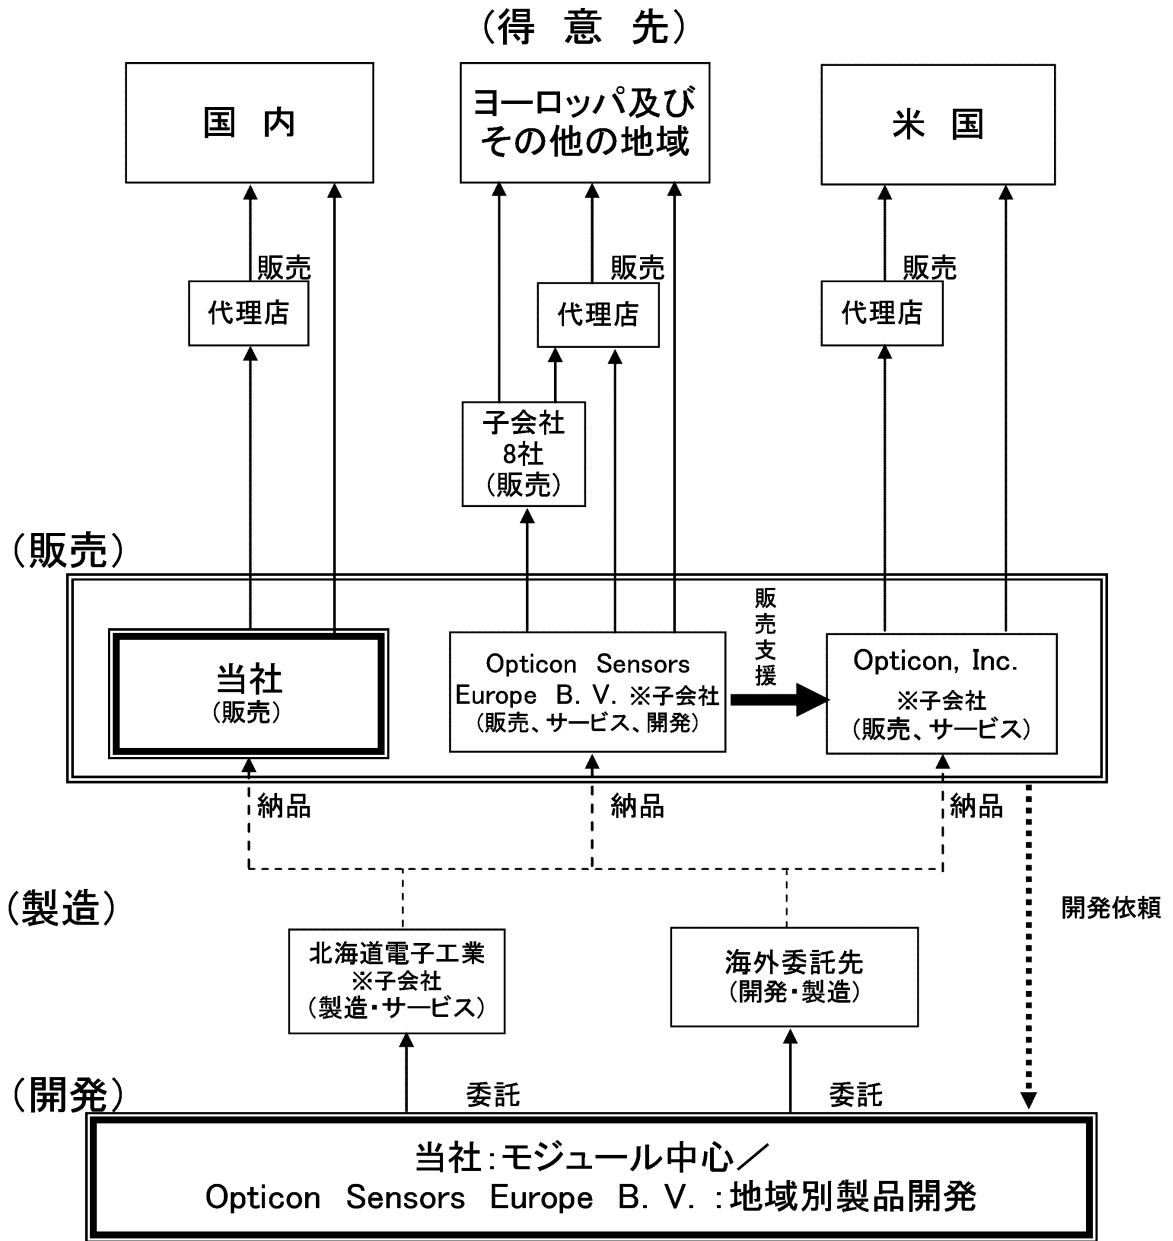 （得 意 先）
国 内
ヨーロッパ及び
その他の地域
米 国
販売
販売
販売
代理店
代理店
代理店
子会社
8社
（販売）
（販売）
当社
（販売）
Opticon Sensors
Europe B. V. ※子会社
（販売、サービス、開発）
販売支援
Opticon, Inc.
※子会社
（販売、サービス）
納品
納品
納品
（製造）
開発依頼
北海道電子工業
※子会社
（製造・サービス）
海外委託先
（開発・製造）
（開発）
委託
委託
当社：モジュール中心／
Opticon Sensors Europe B. V. ：地域別製品開発